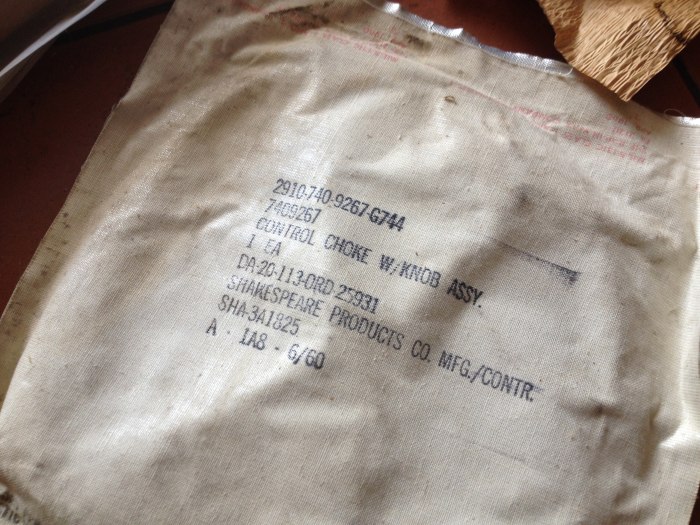 2910-740-9267-G744
7409267
CONTROL CHOKE W/KNOB ASSY.
1 EA
DA-20-113-ORD-25931
SHAKESPEARE PRODUCTS CO. MFG./CONTR.
SHA-3A1825
A - 1A8 - 6/60